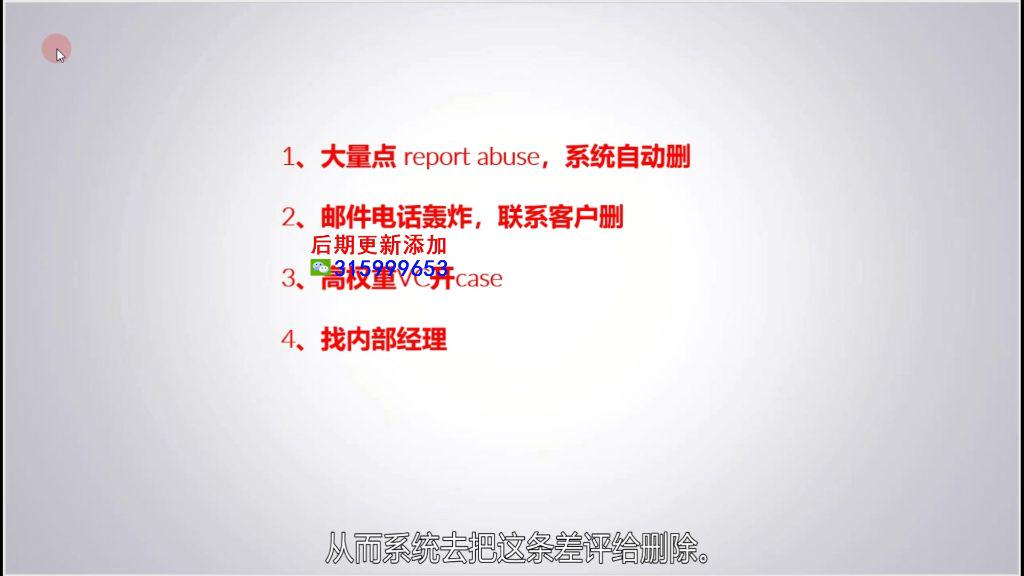 1、大量点 report abuse，系统自动删
2、邮件电话轰炸，联系客户删
后期更新添加
315999653
3、高权重VC开case
4、找内部经理
从而系统去把这条差评给删除。